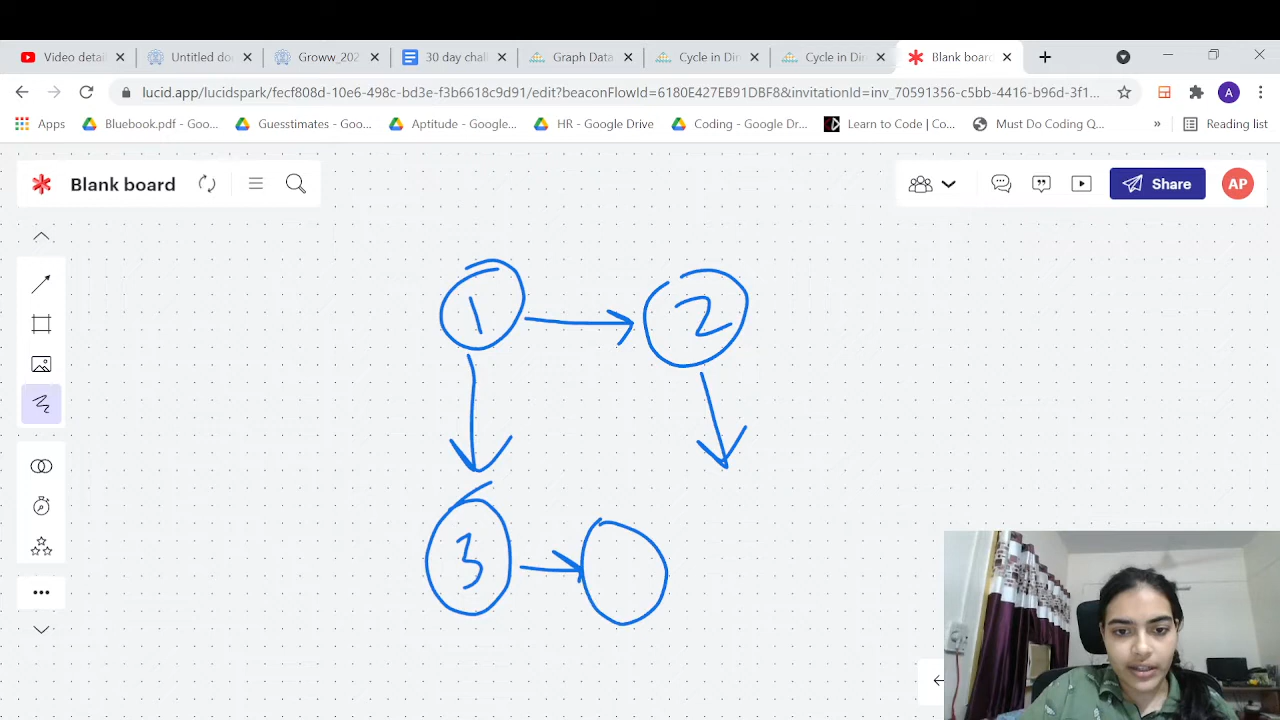 Video detai
Untitled do
Groww_202
30 day chal
Graph Data
Cycle in Dir
Cycle in Dir
Blank board
lucid.app/lucidspark/fecf808d-10e6-498c-bd3e-f3b6618c9d91/edit?beaconFlowId=6180E427EB91DBF8&invitationId=inv_70591356-c5bb-4416-b96d-3f1...
A
Apps
Bluebook.pdf - Goo...
Guesstimates - Goo...
Aptitude - Google...
HR - Google Drive
Coding - Google Dr...
Learn to Code | Co...
Must Do Coding Q...
»
Reading list
Blank board
Share
AP
1
2
3